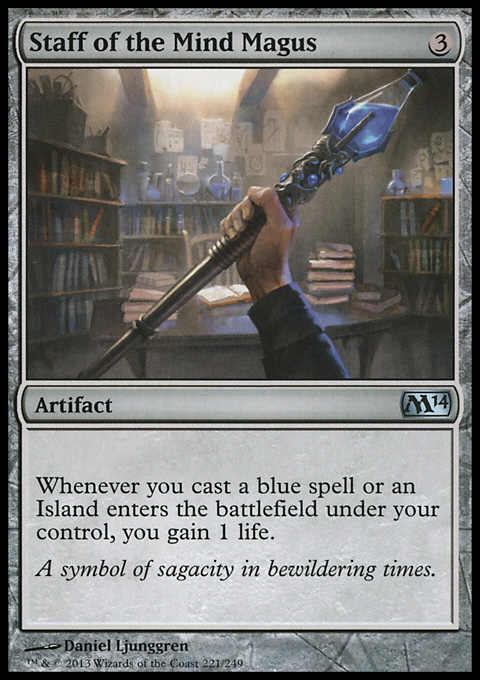 Staff of the Mind Magus 3
Artifact M14
Whenever you cast a blue spell or an
Island enters the battlefield under your
control, you gain 1 life.
A symbol of sagacity in bewildering times.
Daniel Ljunggren
™ & © 2013 Wizards of the Coast 221/249